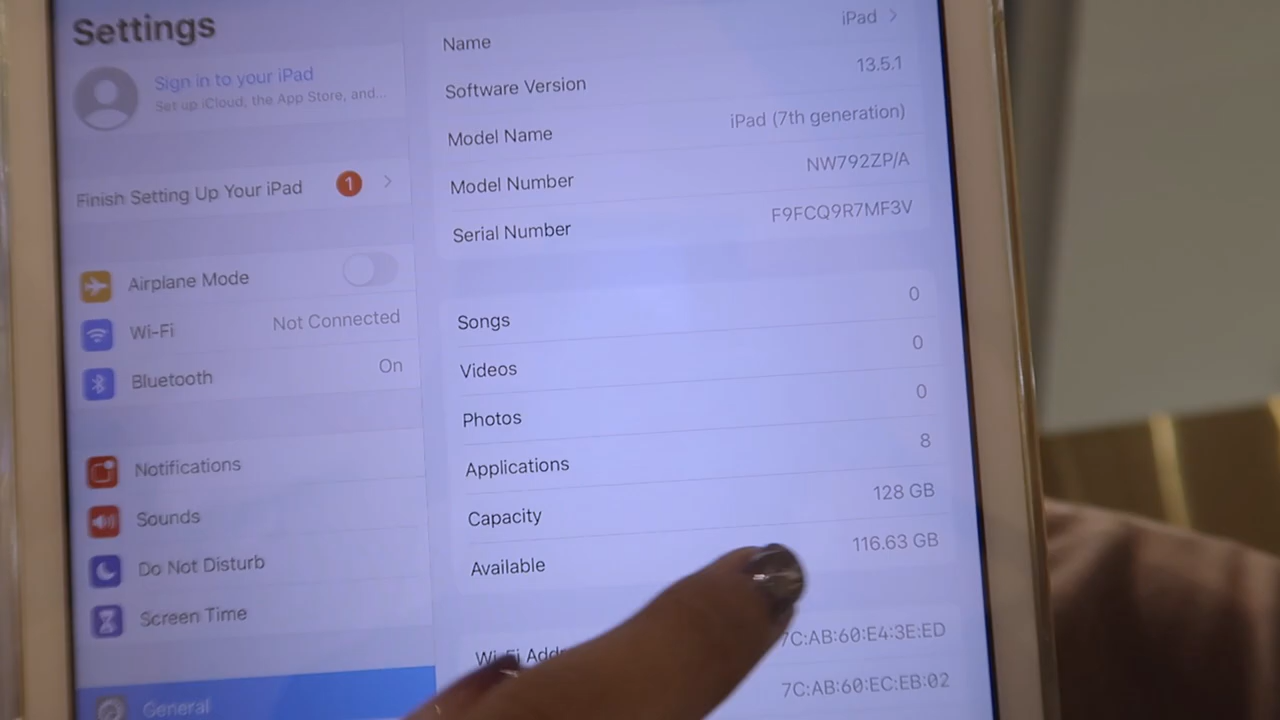 Settings
Sign in to your iPad
Set up iCloud, the App Store, and...
Finish Setting Up Your iPad 1
Airplane Mode
Wi-Fi Not Connected
Bluetooth On
Notifications
Sounds
Do Not Disturb
Screen Time
General
Name iPad
Software Version 13.5.1
Model Name iPad (7th generation)
Model Number NW792ZP/A
Serial Number F9FCQ9R7MF3V
Songs 0
Videos 0
Photos 0
Applications 8
Capacity 128 GB
Available 116.63 GB
Wi-Fi 7C:AB:60:E4:3E:ED
7C:AB:60:EC:EB:02